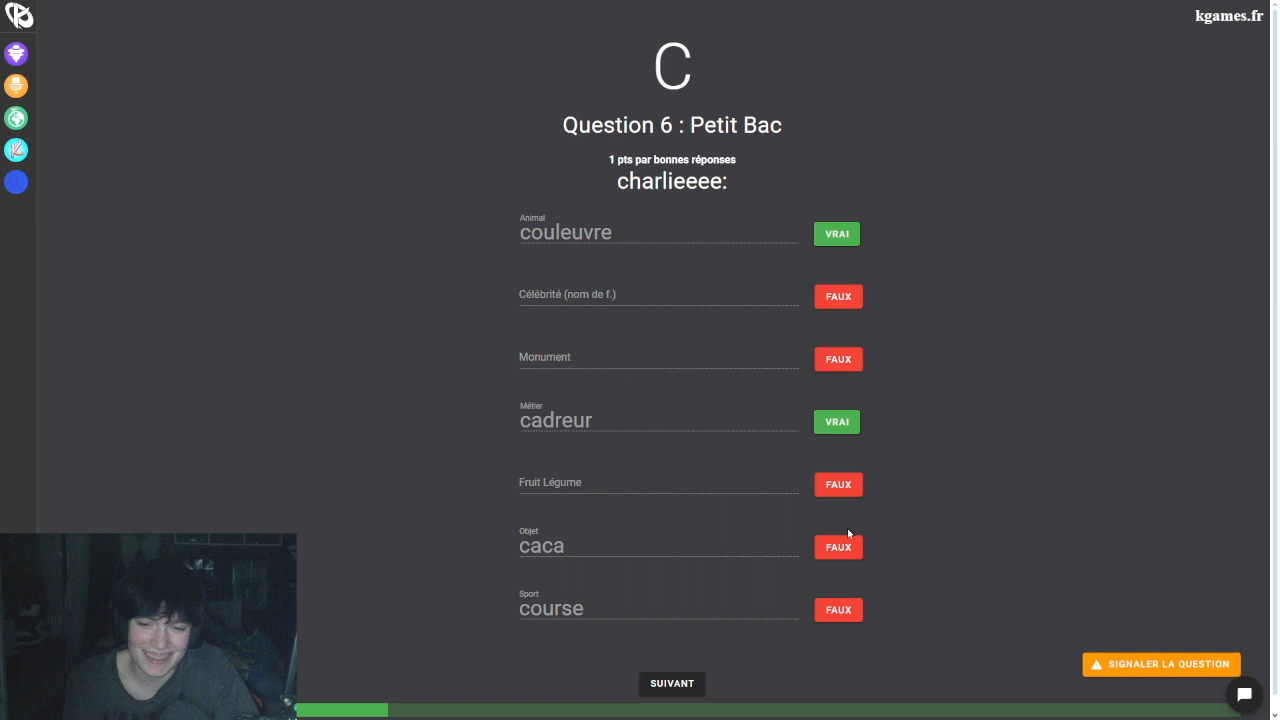 kgames.fr
C
Question 6 : Petit Bac
1 pts par bonnes réponses
charlieeee:
Animal
couleuvre
VRAI
Célébrité (nom de f.)
FAUX
Monument
FAUX
Métier
cadreur
VRAI
Fruit Légume
FAUX
Objet
caca
FAUX
Sport
course
FAUX
SIGNALER LA QUESTION
SUIVANT